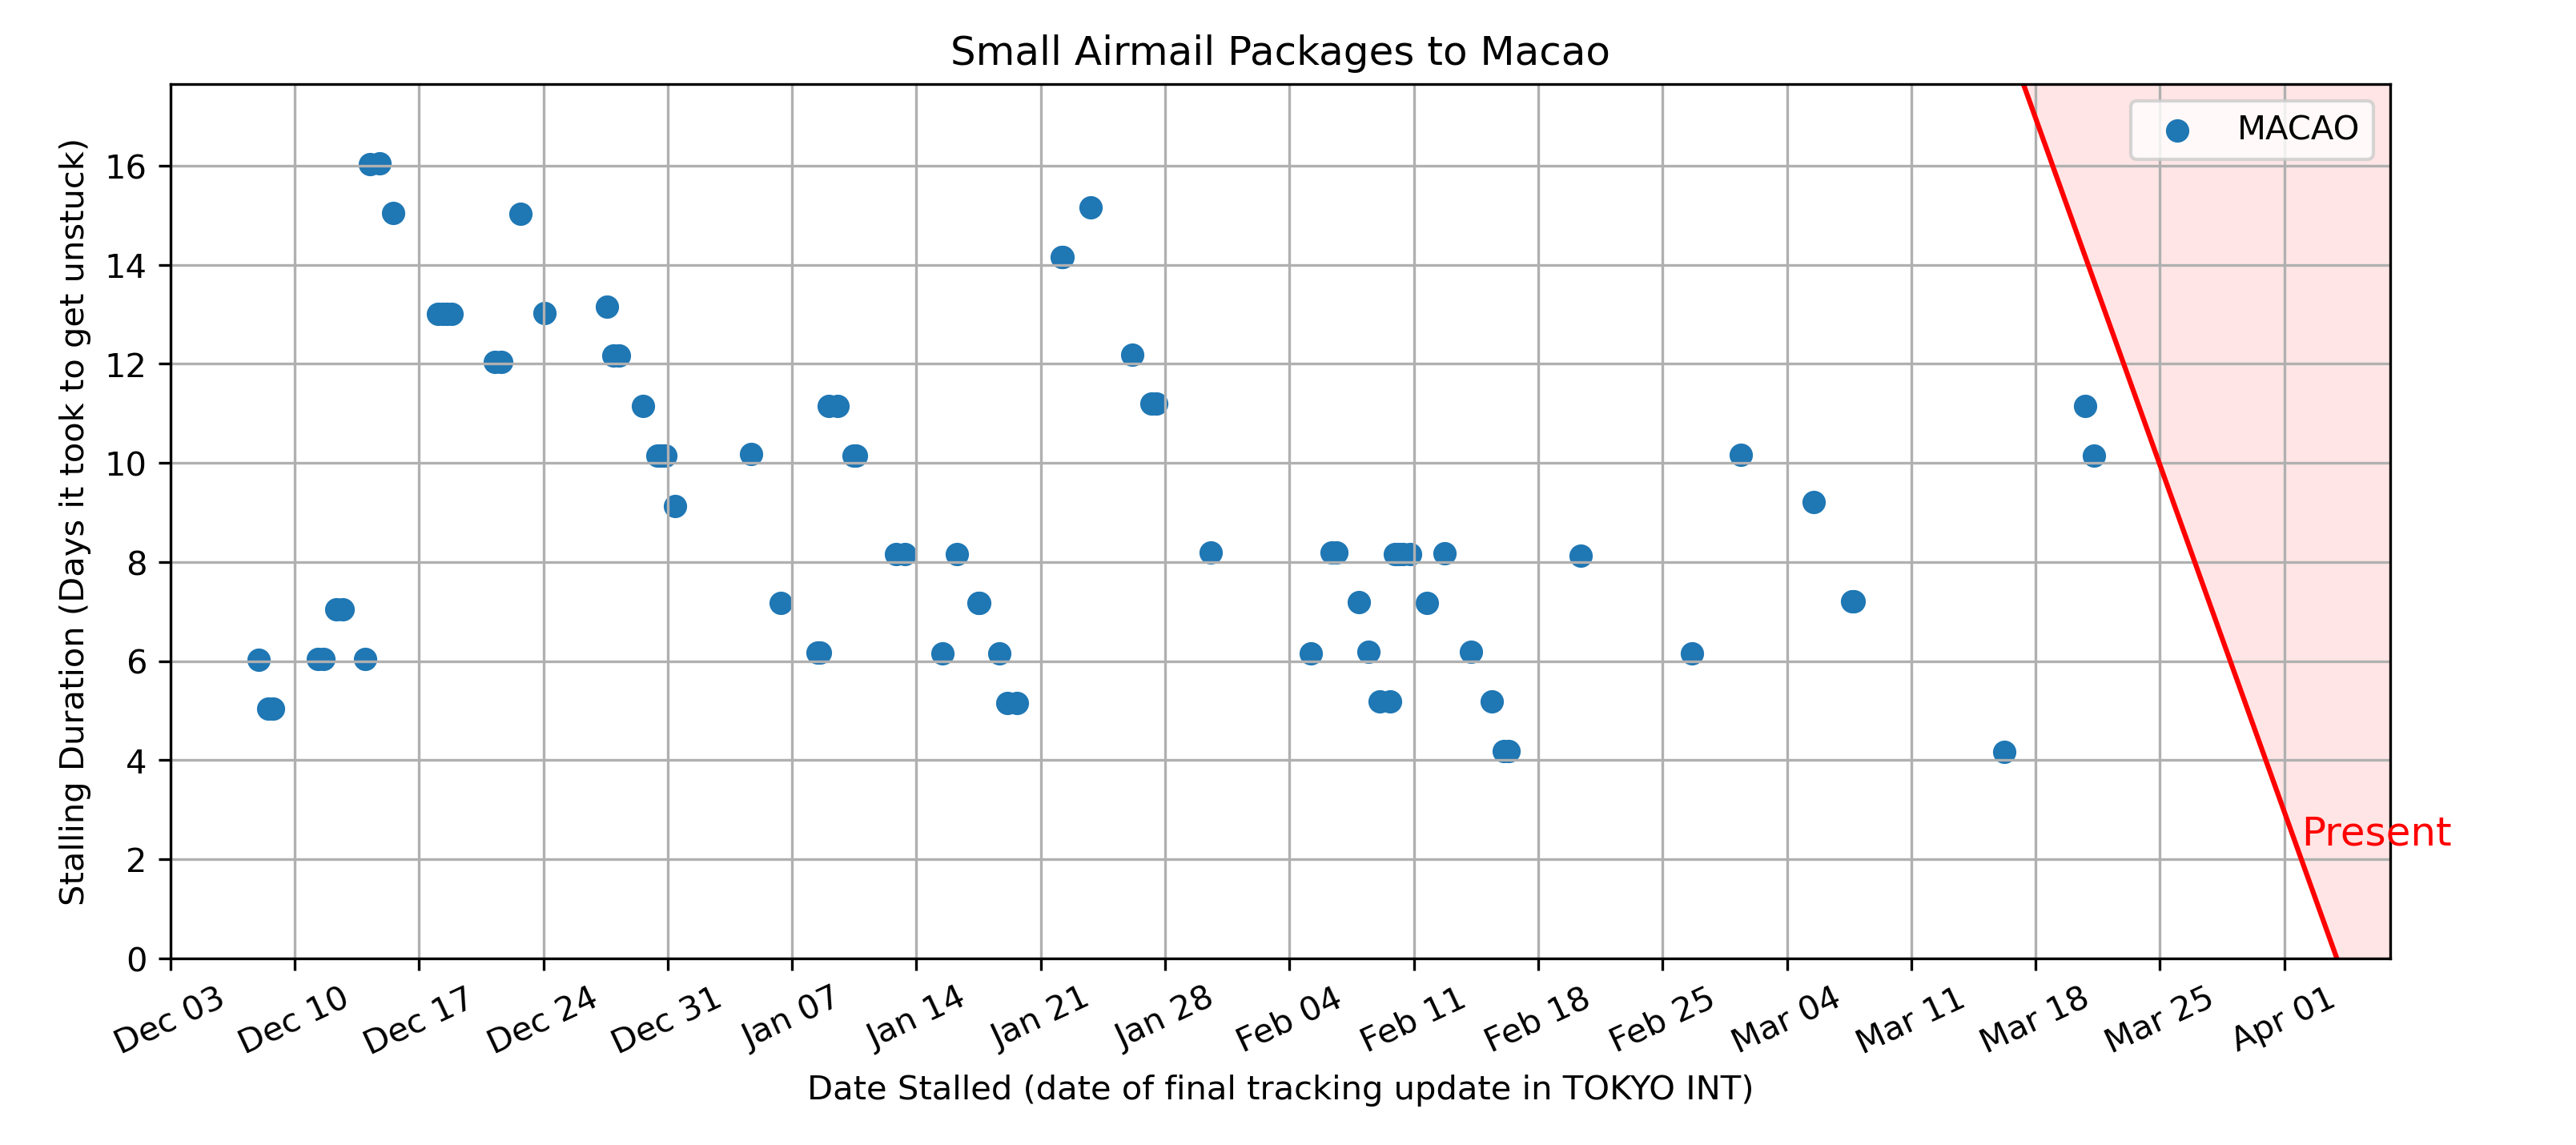 Small Airmail Packages to Macao
MACAO
Stalling Duration (Days it took to get unstuck)
16
14
12
10
8
6
4
2
0
Present
Dec 03
Dec 10
Dec 17
Dec 24
Dec 31
Jan 07
Jan 14
Jan 21
Jan 28
Feb 04
Feb 11
Feb 18
Feb 25
Mar 04
Mar 11
Mar 18
Mar 25
Apr 01
Date Stalled (date of final tracking update in TOKYO INT)